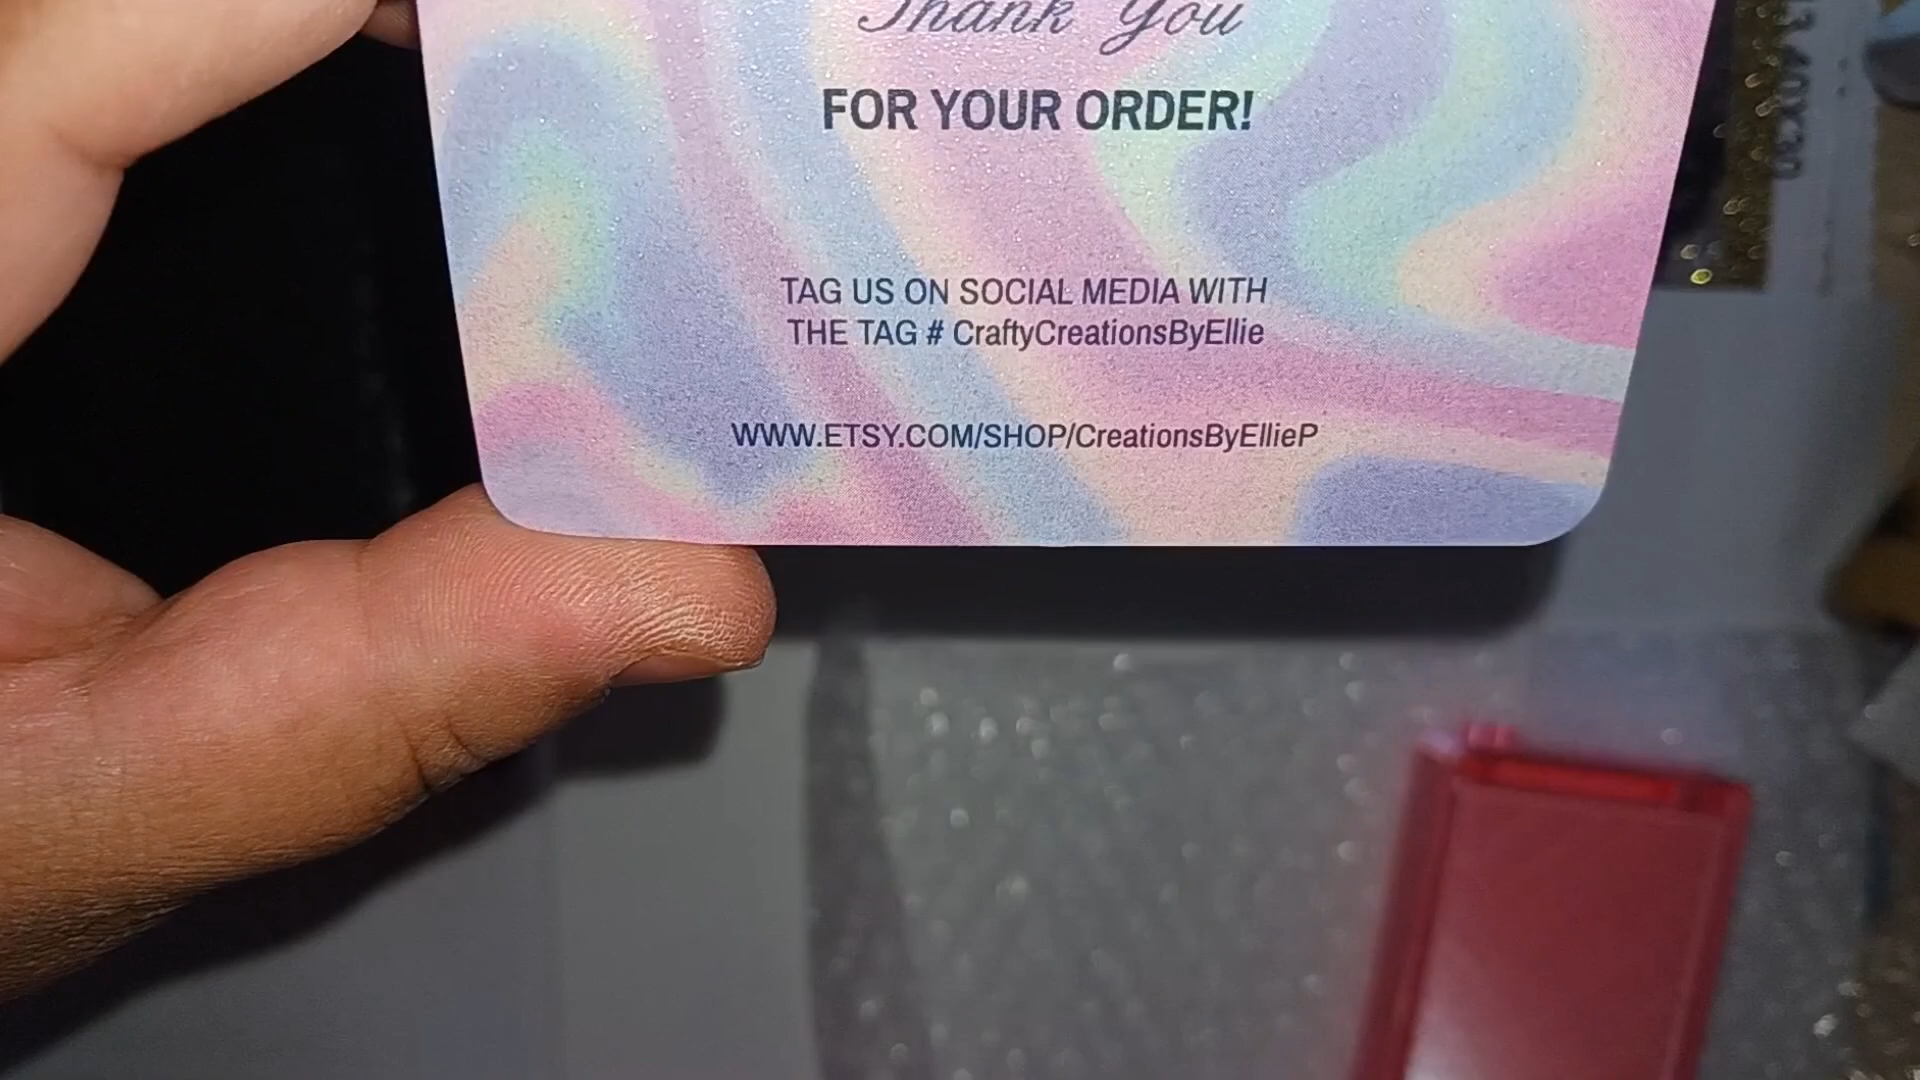 Thank You
FOR YOUR ORDER!
TAG US ON SOCIAL MEDIA WITH
THE TAG # CraftyCreationsByEllie
WWW.ETSY.COM/SHOP/CreationsByEllieP